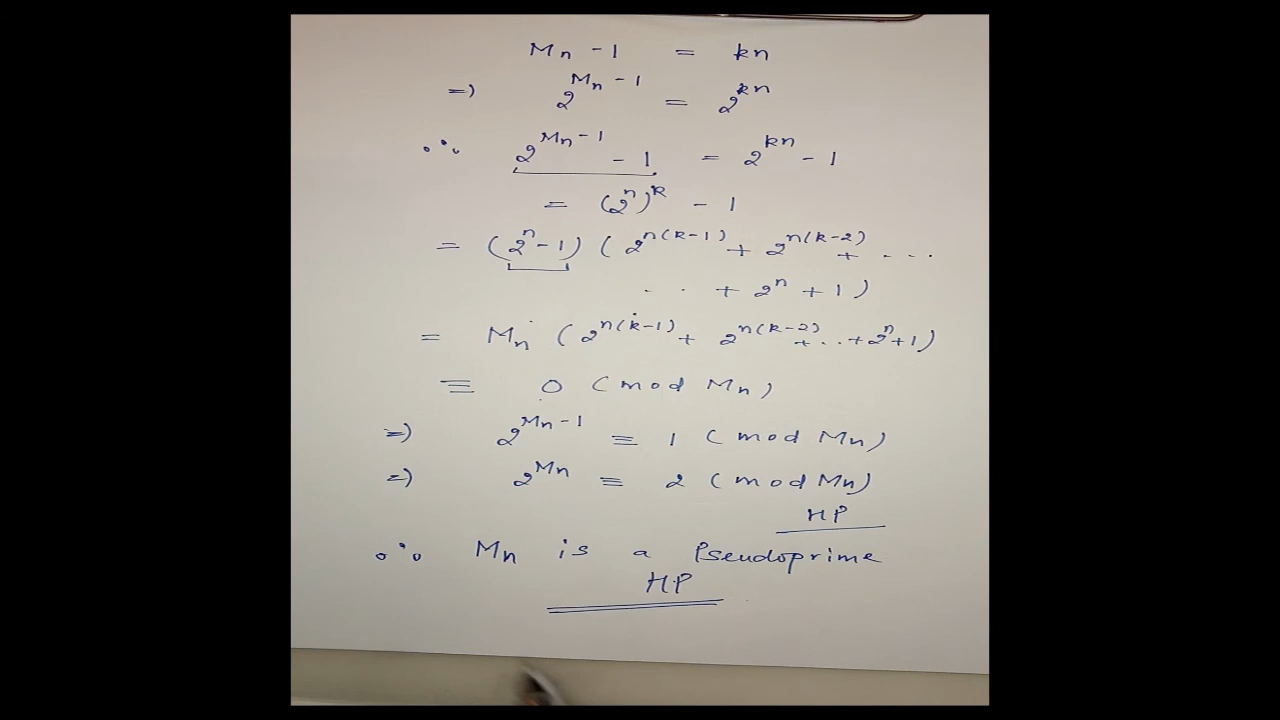 Mₙ - 1 = kn
=) 2^{Mₙ - 1} = 2^{kn}
∴ 2^{Mₙ - 1} - 1 = 2^{kn} - 1
= (2^n)^k - 1
= (2^n - 1) (2^{n(k-1)} + 2^{n(k-2)} + ....
.. + 2^n + 1)
= Mₙ (2^{n(k-1)} + 2^{n(k-2)} + .. + 2^n + 1)
≡ 0 (mod Mₙ)
=) 2^{Mₙ - 1} ≡ 1 (mod Mₙ)
=) 2^{Mₙ} ≡ 2 (mod Mₙ)
HP
∴ Mₙ is a Pseudoprime
HP